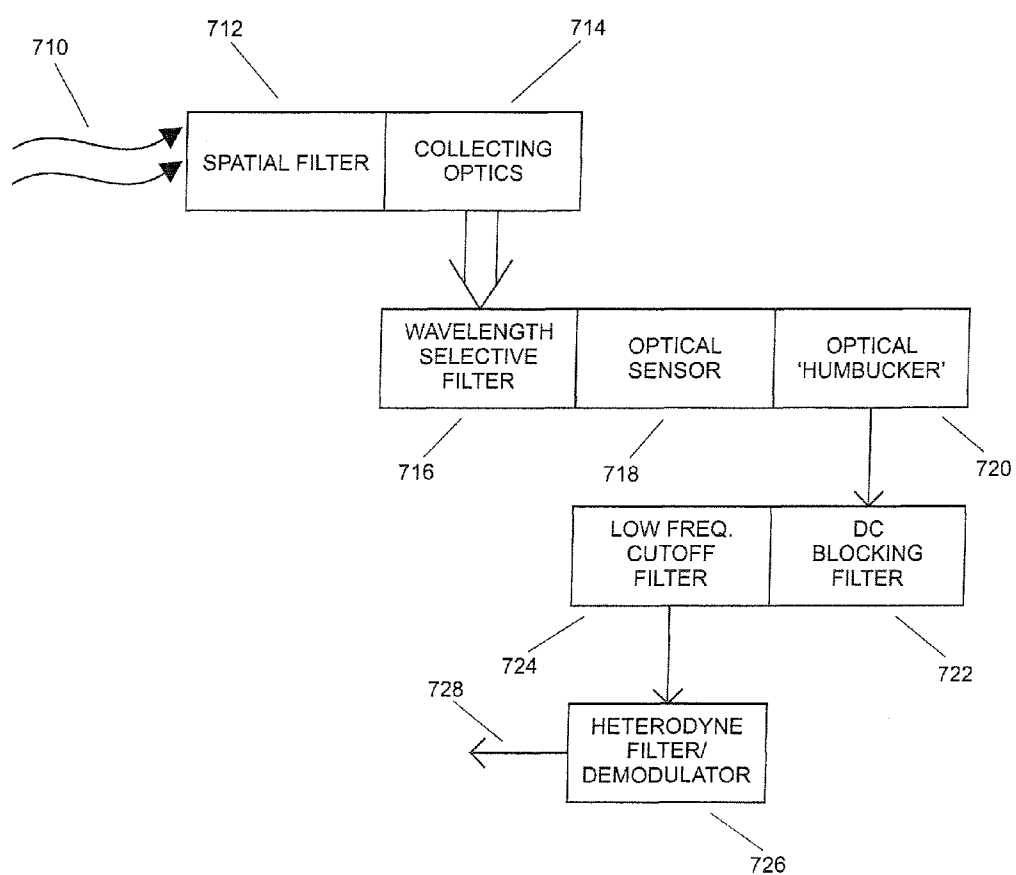 712
714
710
SPATIAL FILTER
COLLECTING
OPTICS
WAVELENGTH
SELECTIVE
FILTER
OPTICAL
SENSOR
OPTICAL
'HUMBUCKER'
716
718
720
LOW FREQ.
CUTOFF
FILTER
DC
BLOCKING
FILTER
724
722
728
HETERODYNE
FILTER/
DEMODULATOR
726